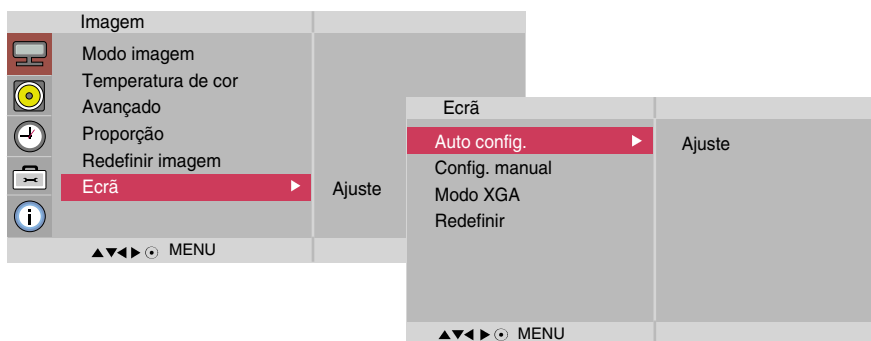 Imagem
Modo imagem
Temperatura de cor
Avançado
Proporção
Redefinir imagem
Ecrã ▶ Ajuste
▲▼◀▶⊙ MENU
Ecrã
Auto config. ▶ Ajuste
Config. manual
Modo XGA
Redefinir
▲▼◀▶⊙ MENU